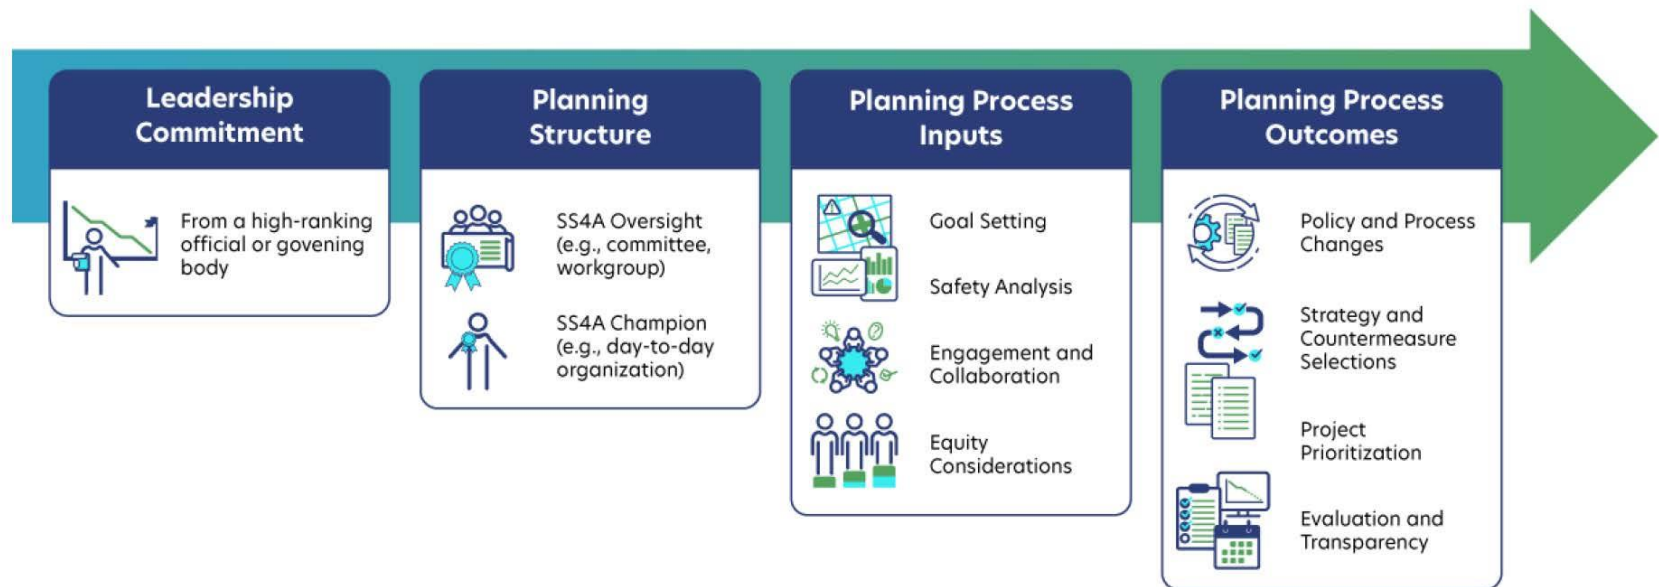 Leadership
Commitment
From a high-ranking
official or govening
body
Planning
Structure
SS4A Oversight
(e.g., committee,
workgroup)
SS4A Champion
(e.g., day-to-day
organization)
Planning Process
Inputs
Goal Setting
Safety Analysis
Engagement and
Collaboration
Equity
Considerations
Planning Process
Outcomes
Policy and Process
Changes
Strategy and
Countermeasure
Selections
Project
Prioritization
Evaluation and
Transparency